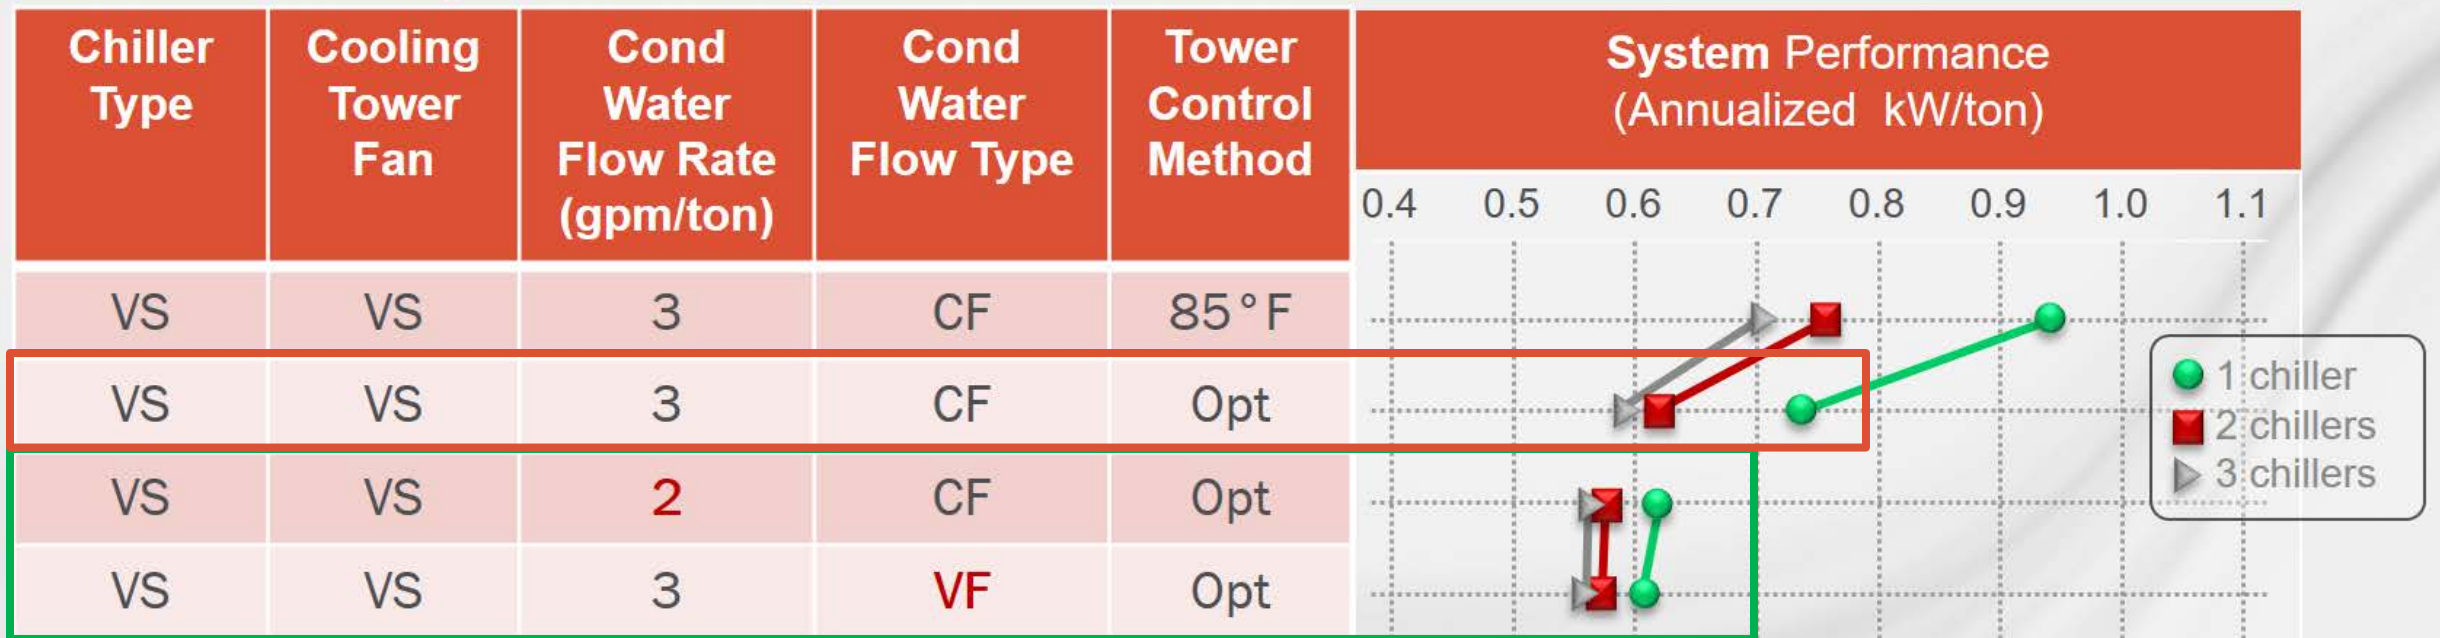 Chiller
Type
Cooling
Tower
Fan
Cond
Water
Flow Rate
(gpm/ton)
Cond
Water
Flow Type
Tower
Control
Method
System Performance
(Annualized kW/ton)
0.4 0.5 0.6 0.7 0.8 0.9 1.0 1.1
VS VS 3 CF 85°F
VS VS 3 CF Opt
VS VS 2 CF Opt
VS VS 3 VF Opt
1 chiller
2 chillers
3 chillers